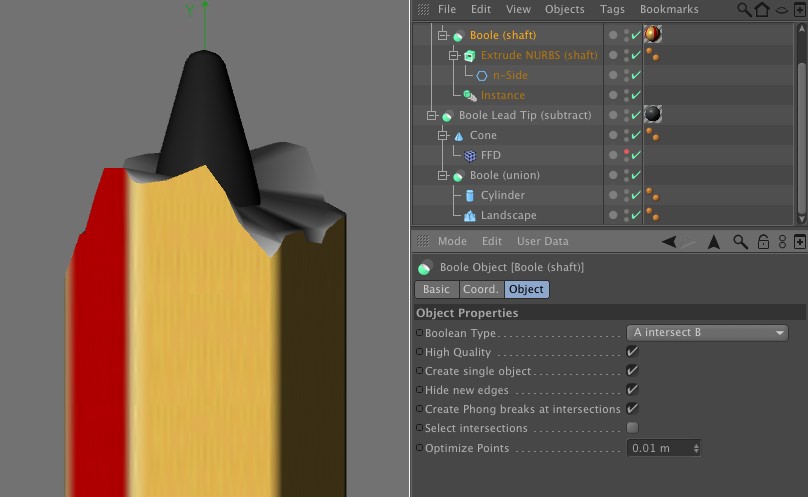 Y
File Edit View Objects Tags Bookmarks
Boole (shaft)
Extrude NURBS (shaft)
n-Side
Instance
Boole Lead Tip (subtract)
Cone
FFD
Boole (union)
Cylinder
Landscape
Mode Edit User Data
Boole Object [Boole (shaft)]
Basic Coord. Object
Object Properties
Boolean Type A intersect B
High Quality
Create single object
Hide new edges
Create Phong breaks at intersections
Select intersections
Optimize Points 0.01 m